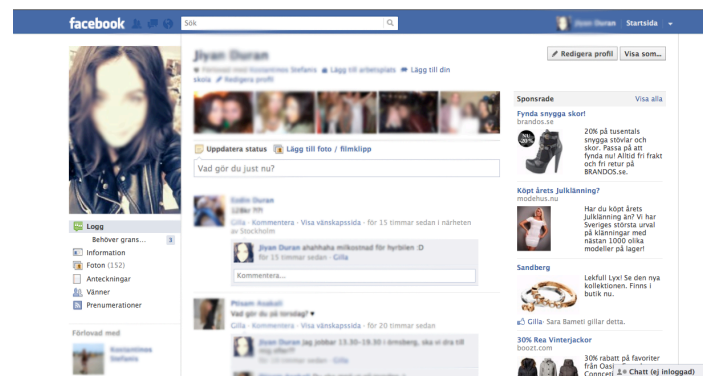 facebook
Sök
Startsida
Redigera profil
Visa som...
Lägg till arbetsplats
Lägg till din
skola
Redigera profil
Uppdatera status
Lägg till foto / filmklipp
Vad gör du just nu?
Gilla · Kommentera · Visa vänskapssida · för 15 timmar sedan i närheten
av Stockholm
ahahhaha milkostnad för hyrbilen :D
för 15 timmar sedan · Gilla
Kommentera...
Vad gör du på torsdag? ♥
Gilla · Kommentera · Visa vänskapssida · för 20 timmar sedan
jag jobbar 13.30-18.30 i örnsberg, ska vi dra till
Logg
Behöver grans... 3
Information
Foton (152)
Anteckningar
Vänner
Prenumerationer
Förlovad med
Sponsrade
Visa alla
Fynda snygga skor!
brandos.se
NU
-20%
20% på tusentals
snygga stövlar och
skor. Passa på att
fynda nu! Alltid fri frakt
och fri retur på
BRANDOS.se.
Köpt årets Julklänning?
modehus.nu
Har du köpt årets
Julklänning än? Vi har
Sveriges största urval
på klänningar med
nästan 1000 olika
modeller på lager!
Sandberg
Lekfull Lyx! Se den nya
kollektionen. Finns i
butik nu.
Gilla · Sara Bameti gillar detta.
30% Rea Vinterjackor
boozt.com
30% rabatt på favoriter
från
Chatt (ej inloggad)